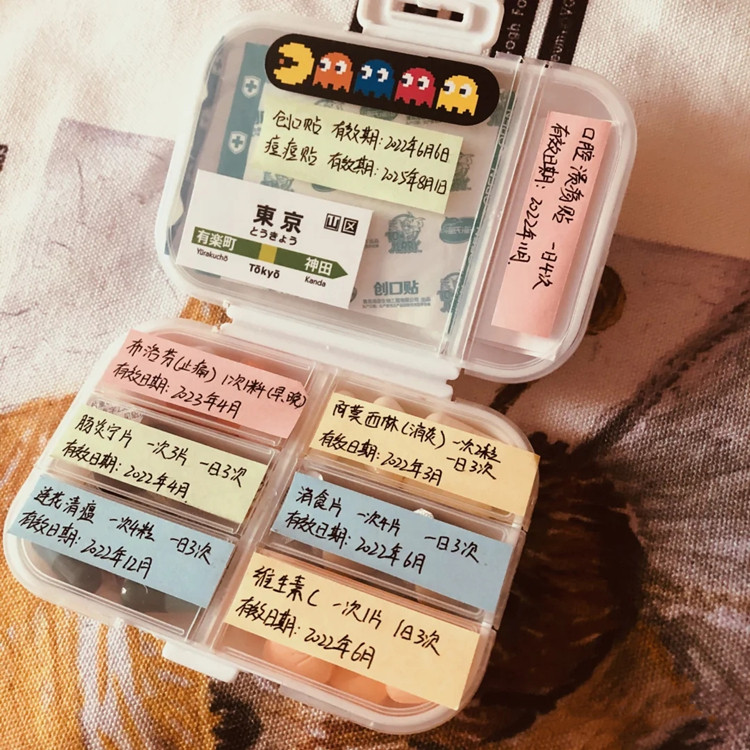 创口贴 有效期：2022年6月6日
痘痘贴 有效期：2025年8月1日
東京 山 区
とうきょう
有楽町
Yūrakuchō
Tōkyō
神田
Kanda
创口贴
口腔溃疡贴 一日4次
有效日期：2022年11月
布洛芬(止痛) 1次1粒(早.晚)
有效日期：2023年4月
肠炎宁片 一次3片 一日3次
有效日期：2022年4月
连花清瘟 一次4粒 一日3次
有效日期：2022年12月
阿莫西林(消炎) 一次2粒
一日3次
有效日期：2022年3月
消食片 一次4片 一日3次
有效日期：2022年6月
维生素C 一次1片 1日3次
有效日期：2022年6月